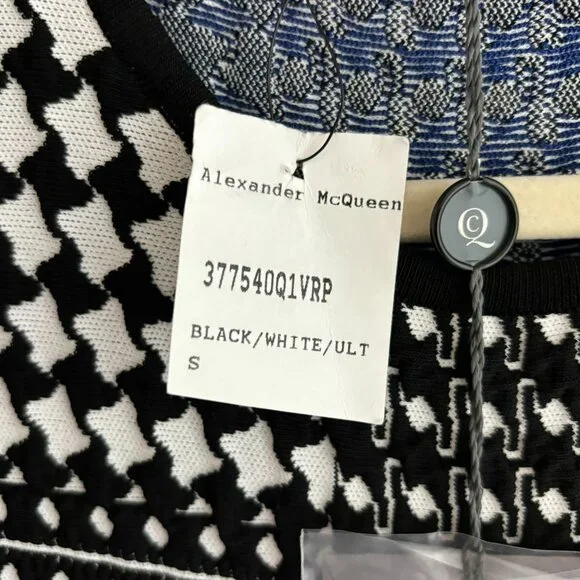 Alexander McQueen
377540Q1VRP
BLACK/WHITE/ULT
S